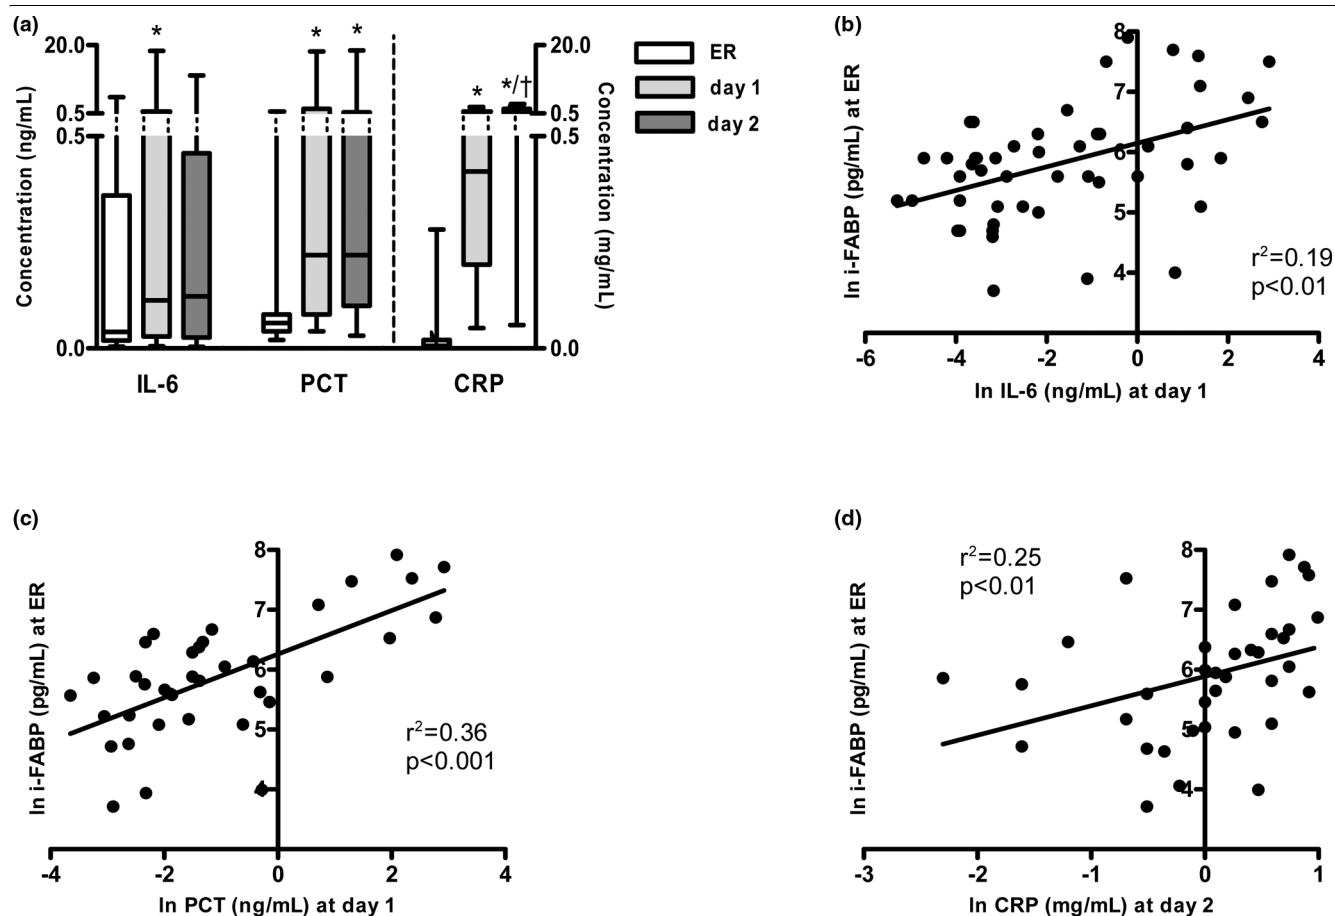 (a)
Concentration (ng/mL)
20.0
0.5
0.5
0.0
*
*
*
*
*/†
20.0
0.5
0.0
Concentration (mg/mL)
IL-6
PCT
CRP
ER
day 1
day 2
(b)
ln i-FABP (pg/mL) at ER
8
7
6
5
4
r²=0.19
p<0.01
-6
-4
-2
0
2
4
ln IL-6 (ng/mL) at day 1
(c)
ln i-FABP (pg/mL) at ER
8
7
6
5
4
r²=0.36
p<0.001
-4
-2
0
2
4
ln PCT (ng/mL) at day 1
(d)
ln i-FABP (pg/mL) at ER
r²=0.25
p<0.01
8
7
6
5
4
-3
-2
-1
0
1
ln CRP (mg/mL) at day 2